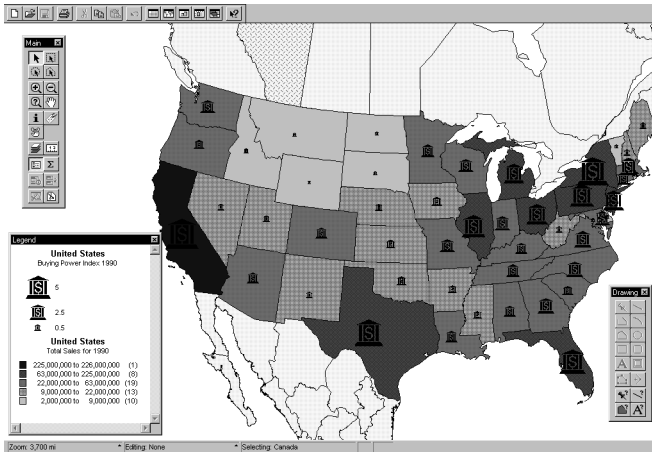 Main
Legend
United States
Buying Power Index 1990
5
2.5
0.5
United States
Total Sales for 1990
225,000,000 to 226,000,000 (1)
63,000,000 to 225,000,000 (8)
22,000,000 to 63,000,000 (19)
9,000,000 to 22,000,000 (13)
2,000,000 to 9,000,000 (10)
Drawing
Zoom: 3,700 mi
Editing: None
Selecting: Canada